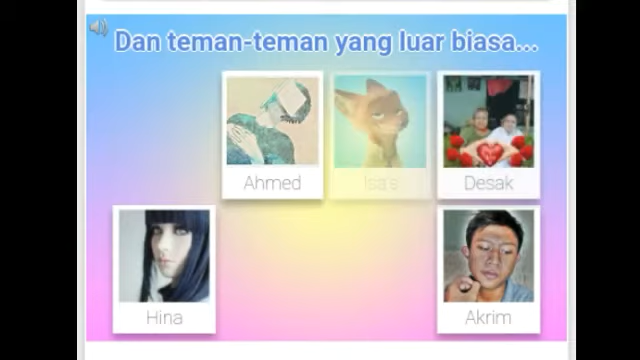 Dan teman-teman yang luar biasa...
Ahmed
Isa's
Desak
Hina
Akrim